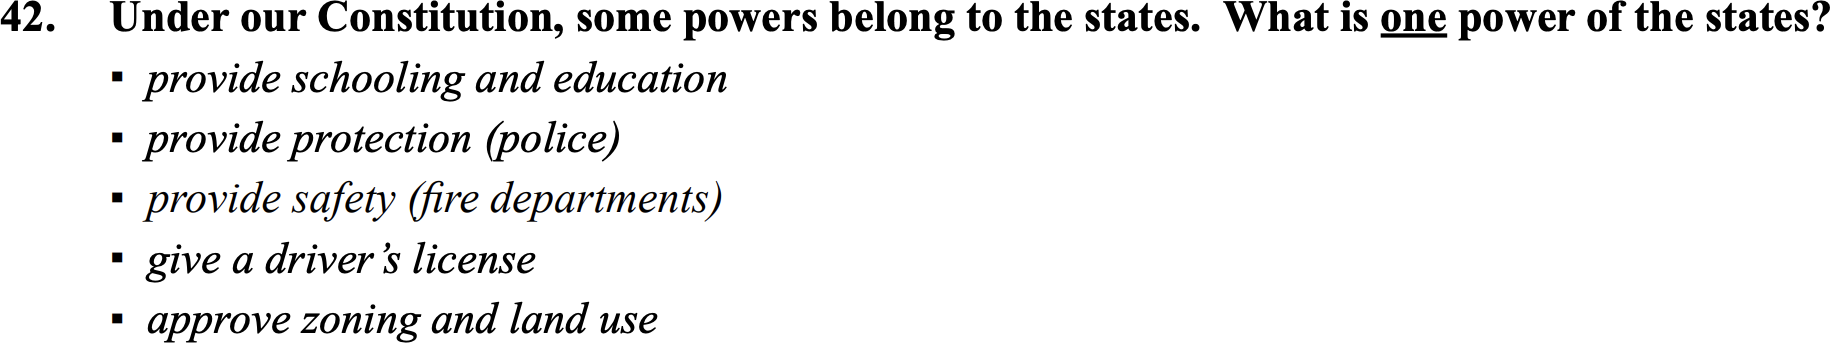 42. Under our Constitution, some powers belong to the states. What is one power of the states?
▪ provide schooling and education
▪ provide protection (police)
▪ provide safety (fire departments)
▪ give a driver’s license
▪ approve zoning and land use